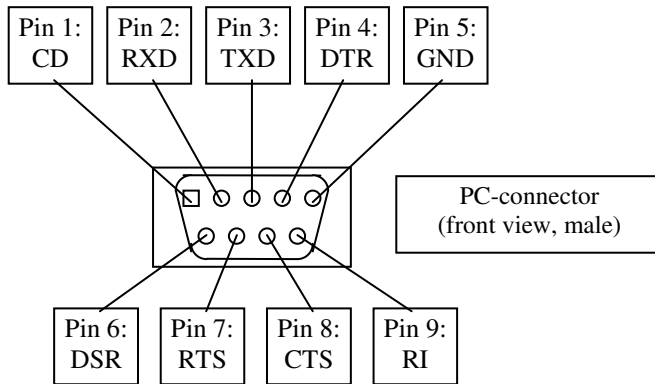 Pin 1:
CD
Pin 2:
RXD
Pin 3:
TXD
Pin 4:
DTR
Pin 5:
GND
PC-connector
(front view, male)
Pin 6:
DSR
Pin 7:
RTS
Pin 8:
CTS
Pin 9:
RI